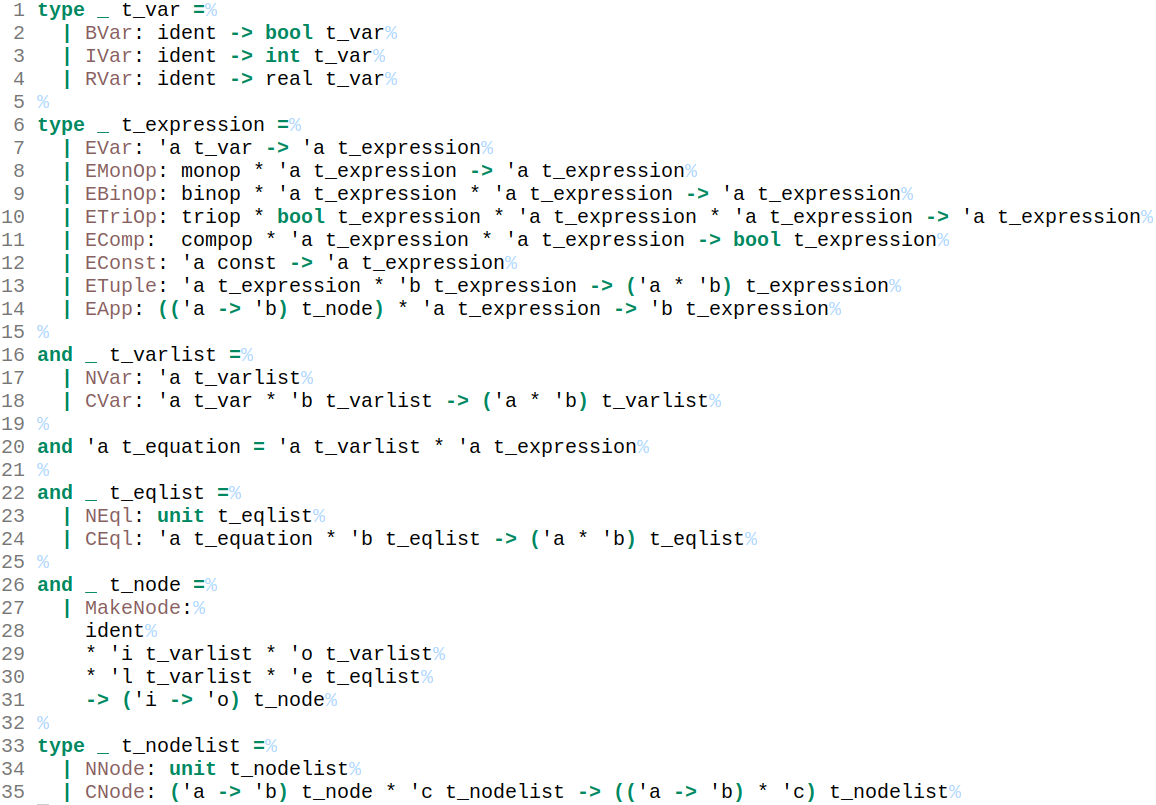 1 type _ t_var =%
2   | BVar: ident -> bool t_var%
3   | IVar: ident -> int t_var%
4   | RVar: ident -> real t_var%
5 %
6 type _ t_expression =%
7   | EVar: 'a t_var -> 'a t_expression%
8   | EMonOp: monop * 'a t_expression -> 'a t_expression%
9   | EBinOp: binop * 'a t_expression * 'a t_expression -> 'a t_expression%
10   | ETriOp: triop * bool t_expression * 'a t_expression * 'a t_expression -> 'a t_expression%
11   | EComp:  compop * 'a t_expression * 'a t_expression -> bool t_expression%
12   | EConst: 'a const -> 'a t_expression%
13   | ETuple: 'a t_expression * 'b t_expression -> ('a * 'b) t_expression%
14   | EApp: (('a -> 'b) t_node) * 'a t_expression -> 'b t_expression%
15 %
16 and _ t_varlist =%
17   | NVar: 'a t_varlist%
18   | CVar: 'a t_var * 'b t_varlist -> ('a * 'b) t_varlist%
19 %
20 and 'a t_equation = 'a t_varlist * 'a t_expression%
21 %
22 and _ t_eqlist =%
23   | NEql: unit t_eqlist%
24   | CEql: 'a t_equation * 'b t_eqlist -> ('a * 'b) t_eqlist%
25 %
26 and _ t_node =%
27   | MakeNode:%
28     ident%
29     * 'i t_varlist * 'o t_varlist%
30     * 'l t_varlist * 'e t_eqlist%
31     -> ('i -> 'o) t_node%
32 %
33 type _ t_nodelist =%
34   | NNode: unit t_nodelist%
35   | CNode: ('a -> 'b) t_node * 'c t_nodelist -> (('a -> 'b) * 'c) t_nodelist%